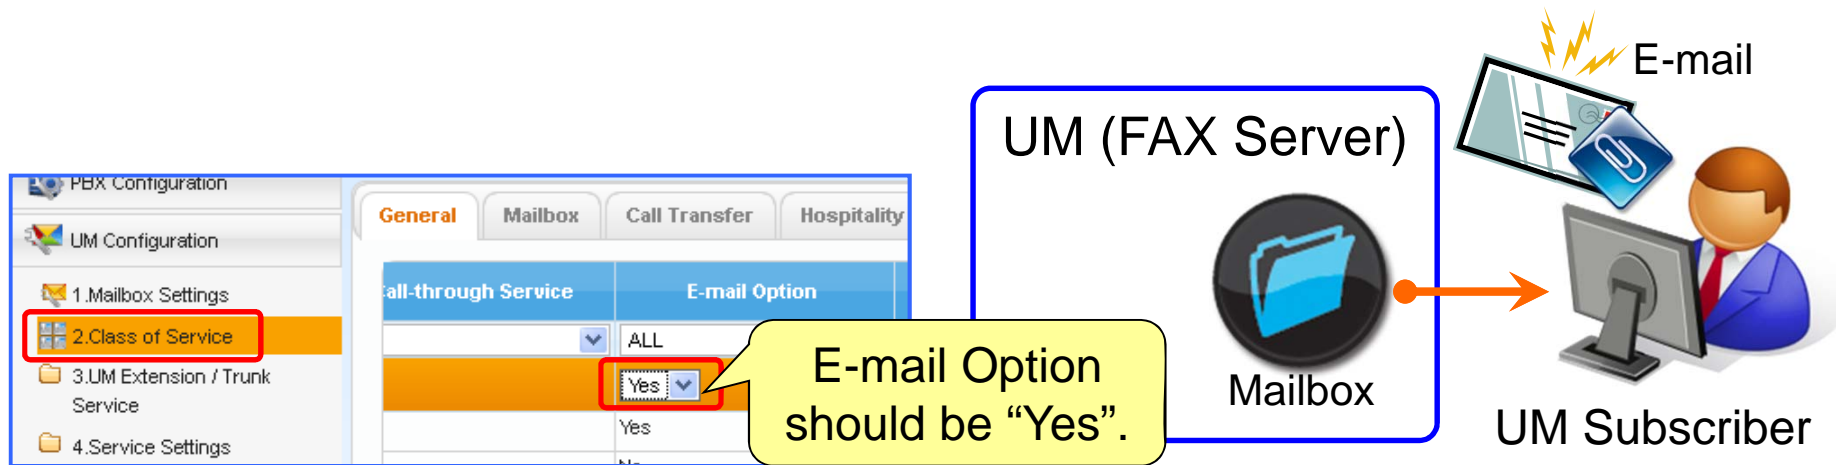 PBX Configuration
UM Configuration
1.Mailbox Settings
2.Class of Service
3.UM Extension / Trunk
Service
4.Service Settings
General
Mailbox
Call Transfer
Hospitality
all-through Service
E-mail Option
ALL
Yes
Yes
E-mail Option
should be “Yes”.
UM (FAX Server)
Mailbox
E-mail
UM Subscriber